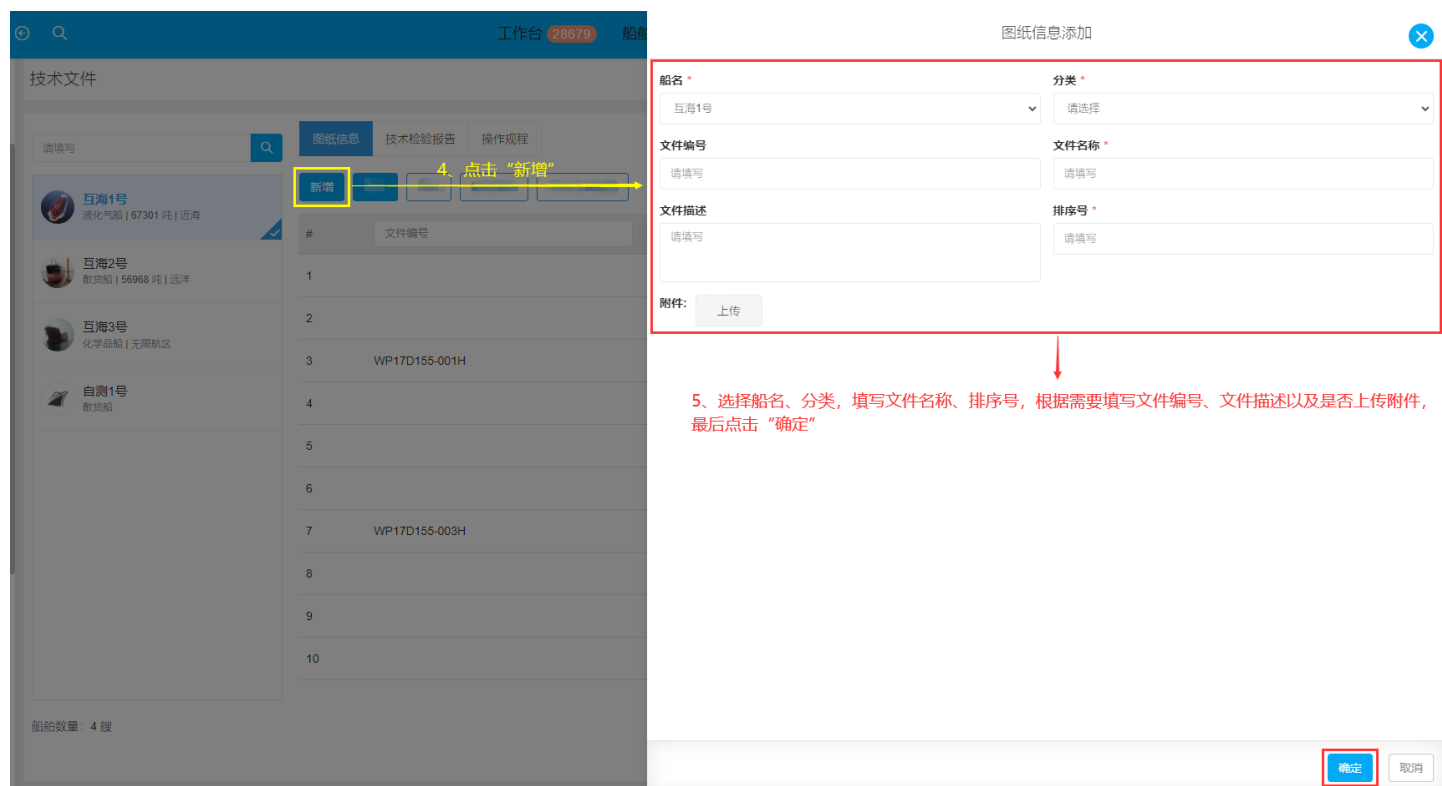 工作台 28679 船舶
技术文件
请填写
互海1号
液化气船 | 67301 吨 | 近海
互海2号
散货船 | 56968 吨 | 远洋
互海3号
化学品船 | 无限航区
自测1号
散货船
船舶数量：4 艘
图纸信息 技术检验报告 操作规程
4、点击“新增”
新增
# 文件编号
1
2
3 WP17D155-001H
4
5
6
7 WP17D155-003H
8
9
10
图纸信息添加
船名 * 分类 *
互海1号 请选择
文件编号 文件名称 *
请填写 请填写
文件描述 排序号 *
请填写 请填写
附件: 上传
5、选择船名、分类，填写文件名称、排序号，根据需要填写文件编号、文件描述以及是否上传附件，
最后点击“确定”
确定 取消